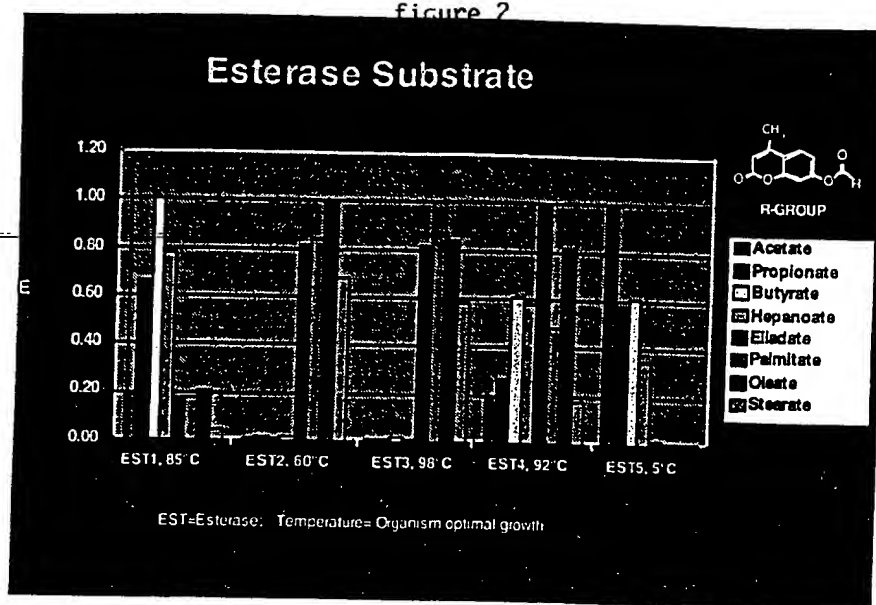 figure 2
Esterase Substrate
1.20
1.00
0.80
0.60
0.40
0.20
0.00
E
EST1, 85°C
EST2, 60°C
EST3, 98°C
EST4, 92°C
EST5, 5°C
EST=Esterase; Temperature= Organism optimal growth
CH
O
O
O
O
H
R-GROUP
Acetate
Propionate
Butyrate
Hepanoate
Elladate
Palmitate
Oleate
Stearate